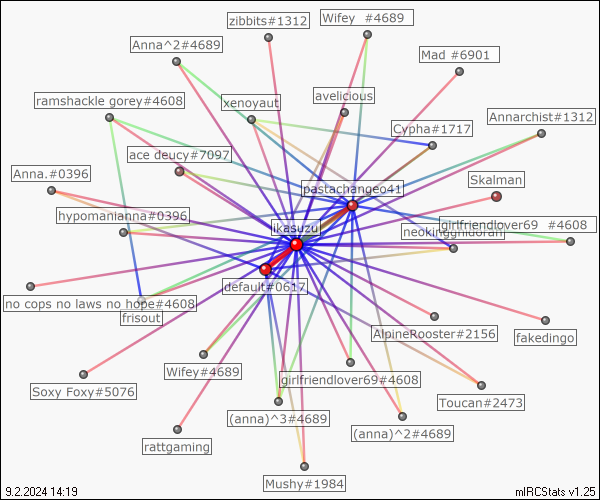 zibbits#1312
Wifey #4689
Anna^2#4689
Mad #6901
ramshackle gorey#4608
xenoyaut
avelicious
Annarchist#1312
Cypha#1717
ace deucy#7097
Anna.#0396
Skalman
pastachange041
hypomanianna#0396
ikasuzu
neokingghidorah
girlfriendlover69 #4608
default#0617
no cops no laws no hope#4608
frisout
fakedingo
AlpineRooster#2156
Wifey#4689
girlfriendlover69#4608
Soxy Foxy#5076
Toucan#2473
(anna)^3#4689
(anna)^2#4689
rattgaming
Mushy#1984
9.2.2024 14:19
mIRCStats v1.25